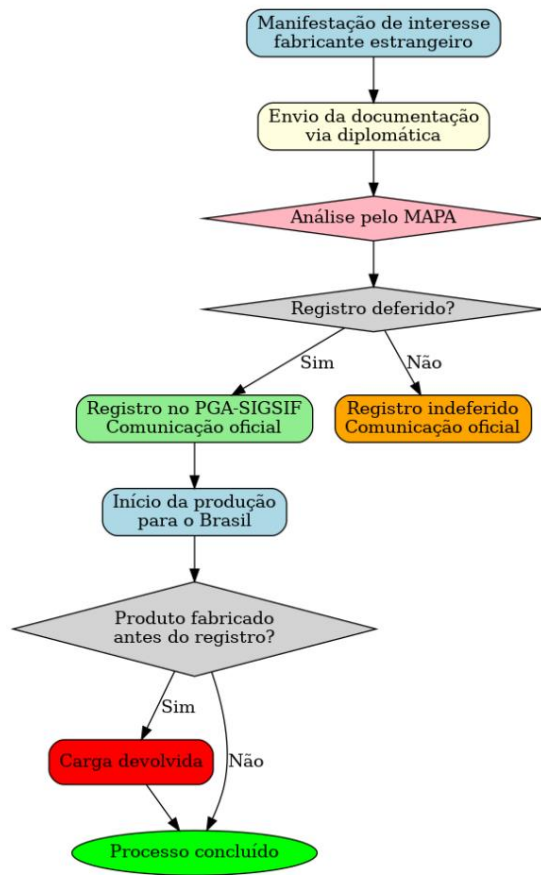 Manifestação de interesse
fabricante estrangeiro
Envio da documentação
via diplomática
Análise pelo MAPA
Registro deferido?
Sim
Não
Registro no PGA-SIGSIF
Comunicação oficial
Registro indeferido
Comunicação oficial
Início da produção
para o Brasil
Produto fabricado
antes do registro?
Sim
Carga devolvida
Não
Processo concluído